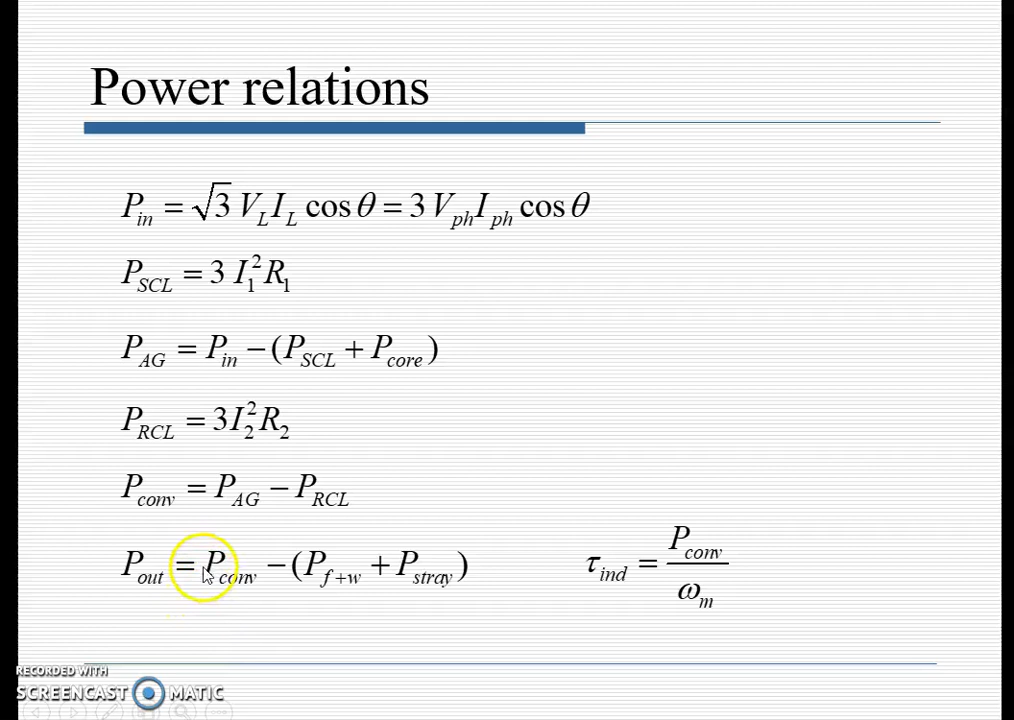 Power relations
P_in = √3 V_L I_L cos θ = 3 V_ph I_ph cos θ
P_SCL = 3 I_1^2 R_1
P_AG = P_in − (P_SCL + P_core)
P_RCL = 3 I_2^2 R_2
P_conv = P_AG − P_RCL
P_out = P_conv − (P_f+w + P_stray)
τ_ind = P_conv / ω_m
RECORDED WITH
SCREENCAST MATIC